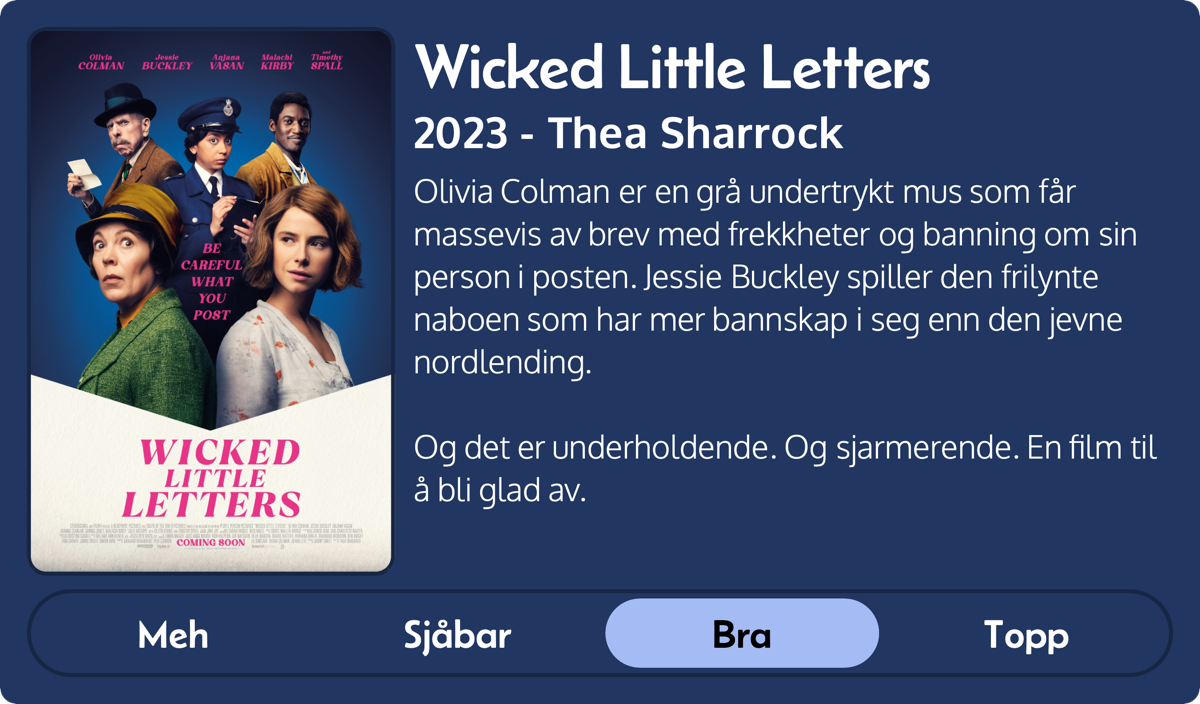 Olivia COLMAN Jessie BUCKLEY Anjana VASAN Malachi KIRBY and Timothy SPALL
BE
CAREFUL
WHAT
YOU
POST
WICKED
LITTLE
LETTERS
COMING SOON
Wicked Little Letters
2023 - Thea Sharrock
Olivia Colman er en grå undertrykt mus som får
massevis av brev med frekkheter og banning om sin
person i posten. Jessie Buckley spiller den frilynte
naboen som har mer bannskap i seg enn den jevne
nordlending.
Og det er underholdende. Og sjarmerende. En film til
å bli glad av.
Meh Sjåbar Bra Topp